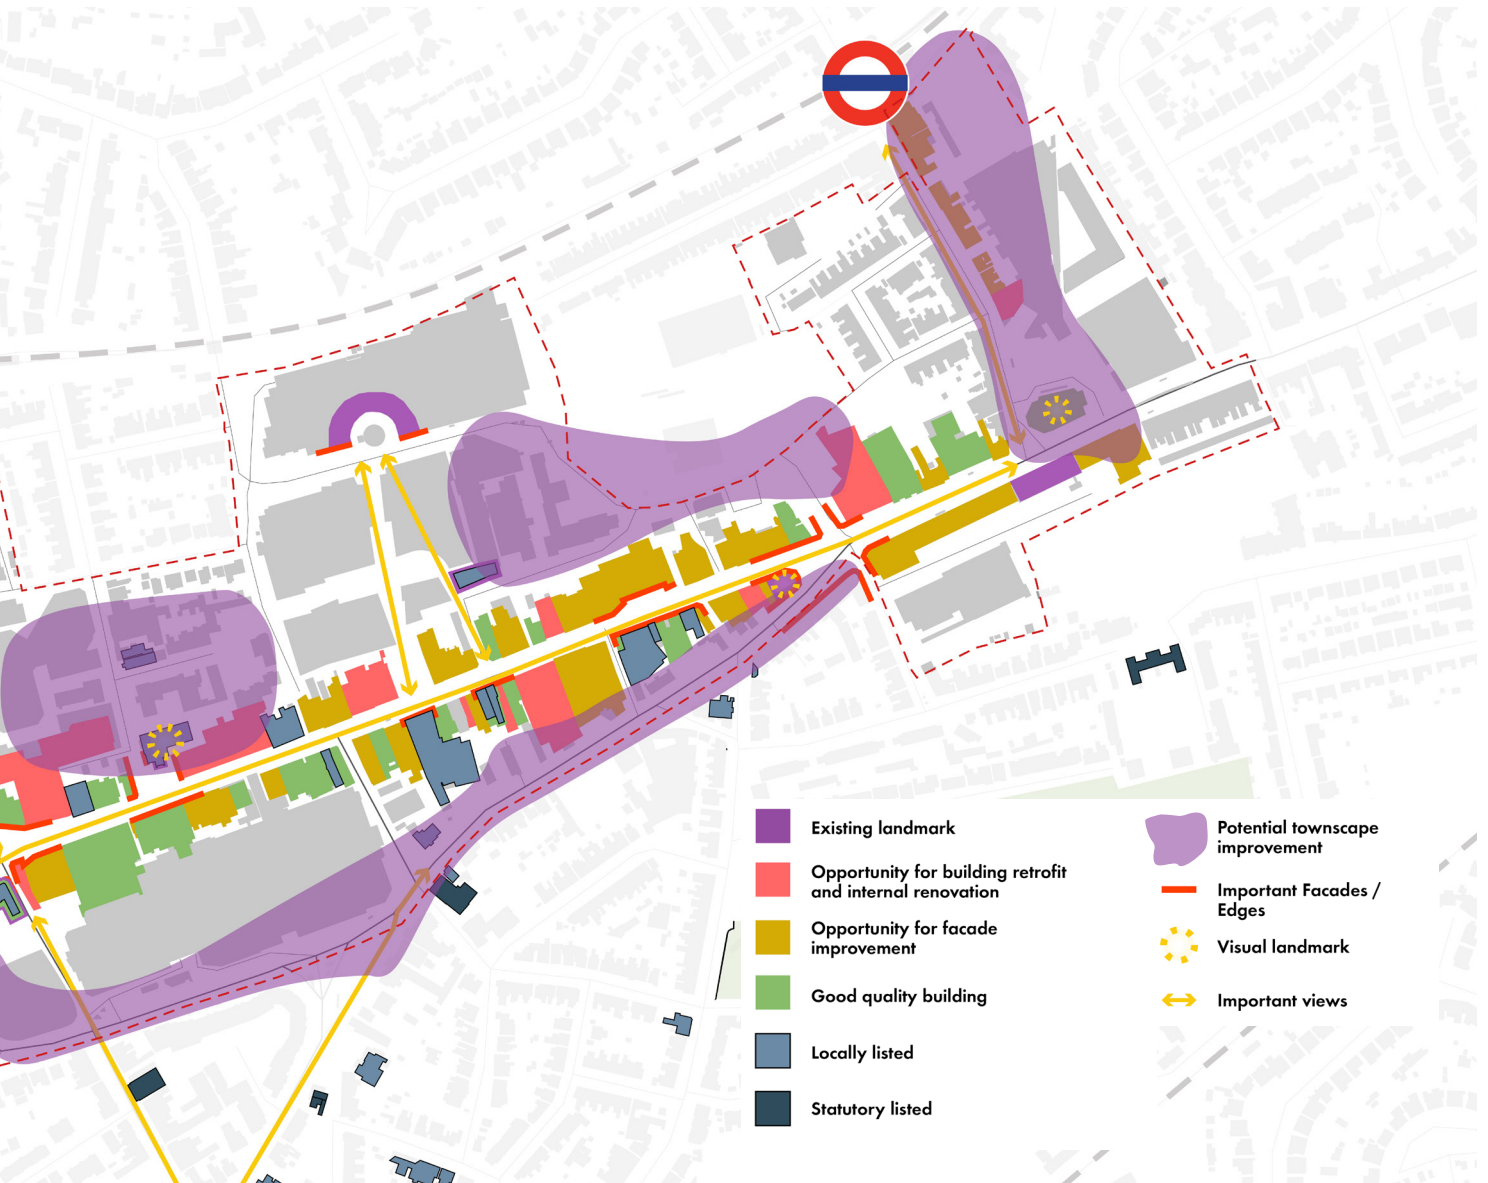 Existing landmark
Opportunity for building retrofit
and internal renovation
Opportunity for facade
improvement
Good quality building
Locally listed
Statutory listed
Potential townscape
improvement
Important Facades /
Edges
Visual landmark
Important views